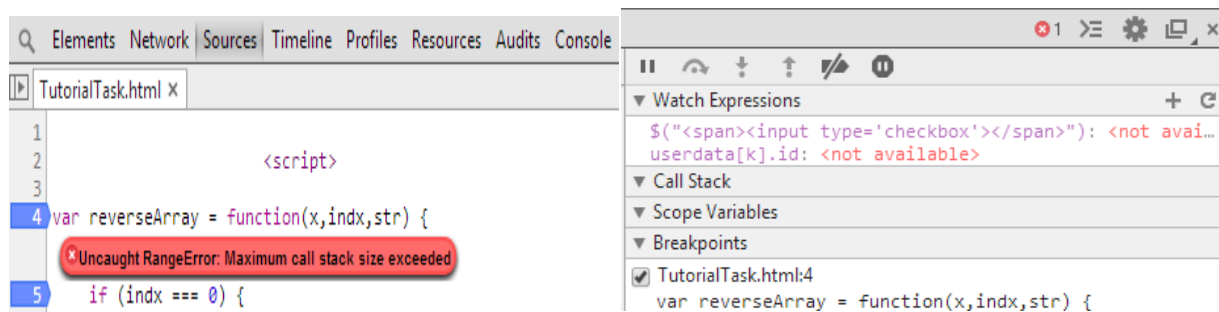 Elements Network Sources Timeline Profiles Resources Audits Console
TutorialTask.html ×
1
2 <script>
3
4 var reverseArray = function(x,indx,str) {
Uncaught RangeError: Maximum call stack size exceeded
5 if (indx === 0) {
1
Watch Expressions
$("<span><input type='checkbox'></span>"): <not avai…
userdata[k].id: <not available>
Call Stack
Scope Variables
Breakpoints
TutorialTask.html:4
var reverseArray = function(x,indx,str) {